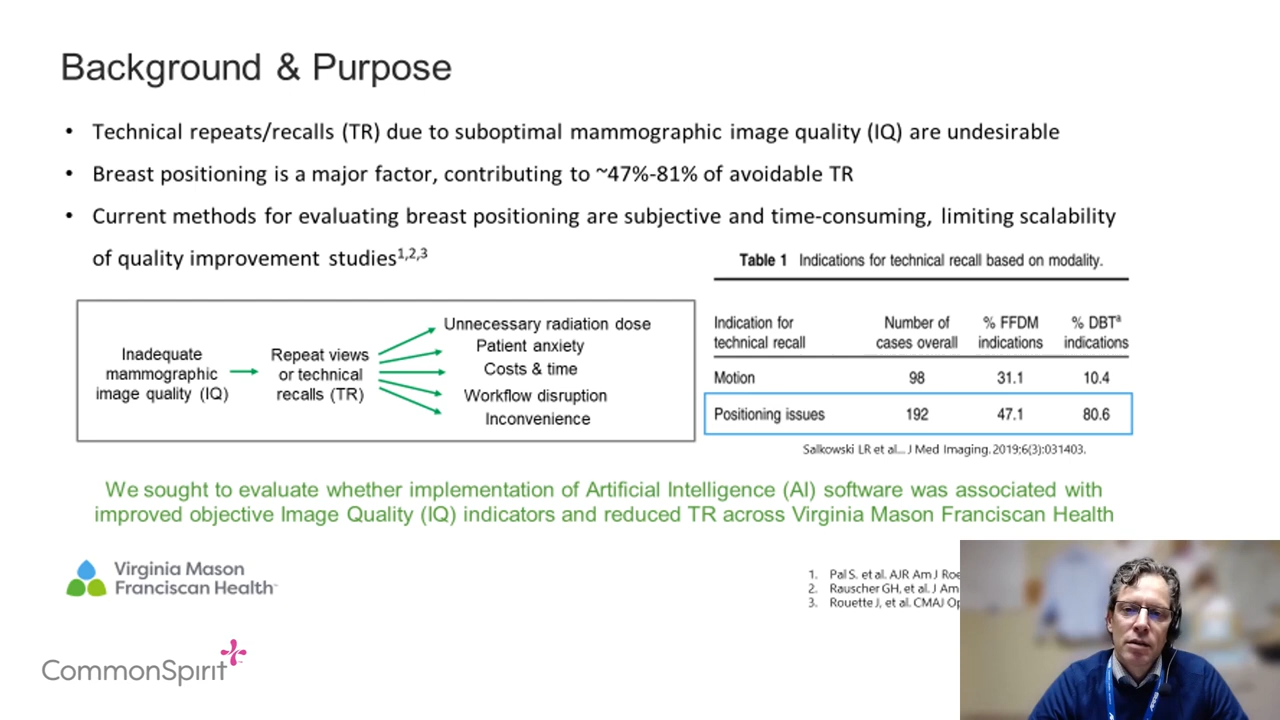 Background & Purpose
• Technical repeats/recalls (TR) due to suboptimal mammographic image quality (IQ) are undesirable
• Breast positioning is a major factor, contributing to ~47%-81% of avoidable TR
• Current methods for evaluating breast positioning are subjective and time-consuming, limiting scalability
of quality improvement studies1,2,3
Inadequate
mammographic
image quality (IQ)
Repeat views
or technical
recalls (TR)
Unnecessary radiation dose
Patient anxiety
Costs & time
Workflow disruption
Inconvenience
Table 1 Indications for technical recall based on modality.
Indication for technical recall Number of cases overall % FFDM indications % DBTa indications
Motion 98 31.1 10.4
Positioning issues 192 47.1 80.6
Salkowski LR et al... J Med Imaging. 2019;6(3):031403.
We sought to evaluate whether implementation of Artificial Intelligence (AI) software was associated with
improved objective Image Quality (IQ) indicators and reduced TR across Virginia Mason Franciscan Health
Virginia Mason
Franciscan Health™
1. Pal S. et al. AJR Am J Roe
2. Rauscher GH, et al. J Am
3. Rouette J, et al. CMAJ Op
CommonSpirit™